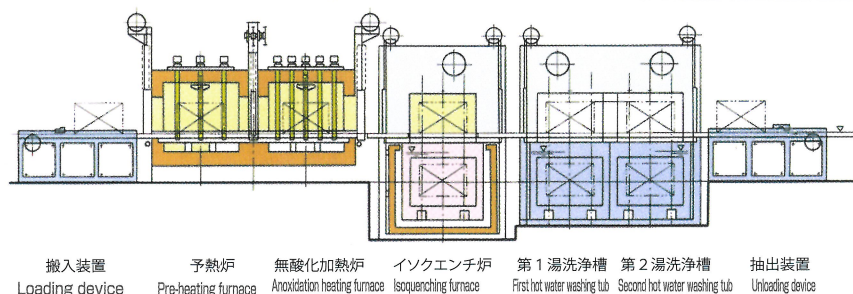 搬入装置 予熱炉 無酸化加熱炉 イソクエンチ炉 第1湯洗浄槽 第2湯洗浄槽 抽出装置
Loading device Pre-heating furnace Anoxidation heating furnace Isoquenching furnace First hot water washing tub Second hot water washing tub Unloading device